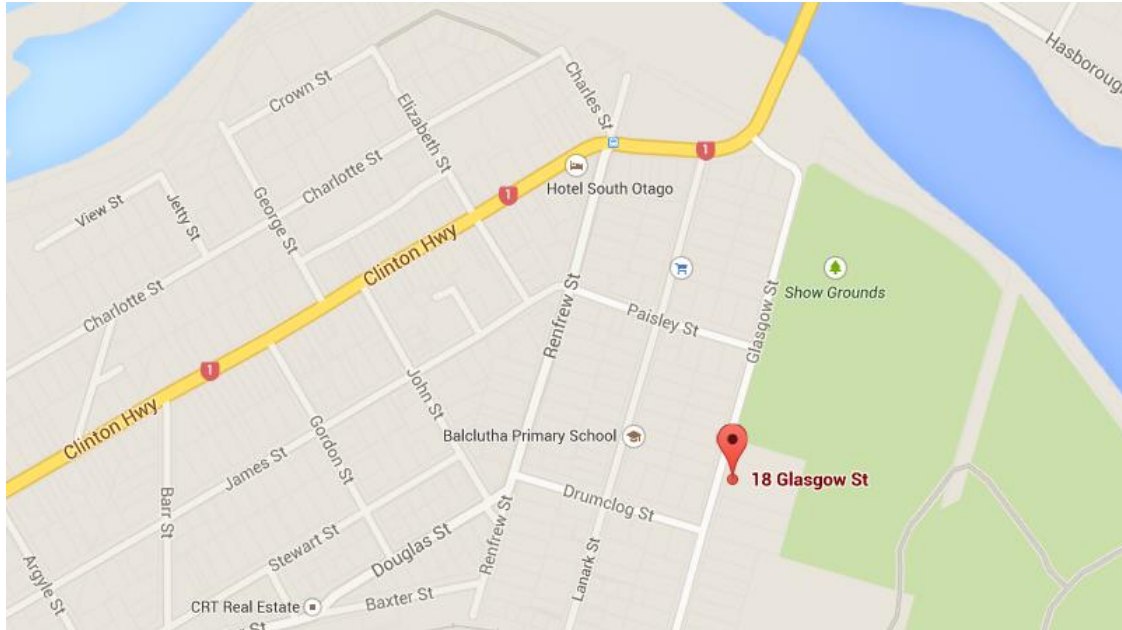 Hasborough
Crown St
Charles St
Elizabeth St
1
Charlotte St
Hotel South Otago
1
View St
Jetty St
George St
Clinton Hwy
Show Grounds
Charlotte St
Renfrew St
Paisley St
Glasgow St
1
John St
Clinton Hwy
Gordon St
Balclutha Primary School
James St
18 Glasgow St
Barr St
Drumclog St
Renfrew St
Stewart St
Douglas St
Lanark St
Argyle St
CRT Real Estate
Baxter St
St